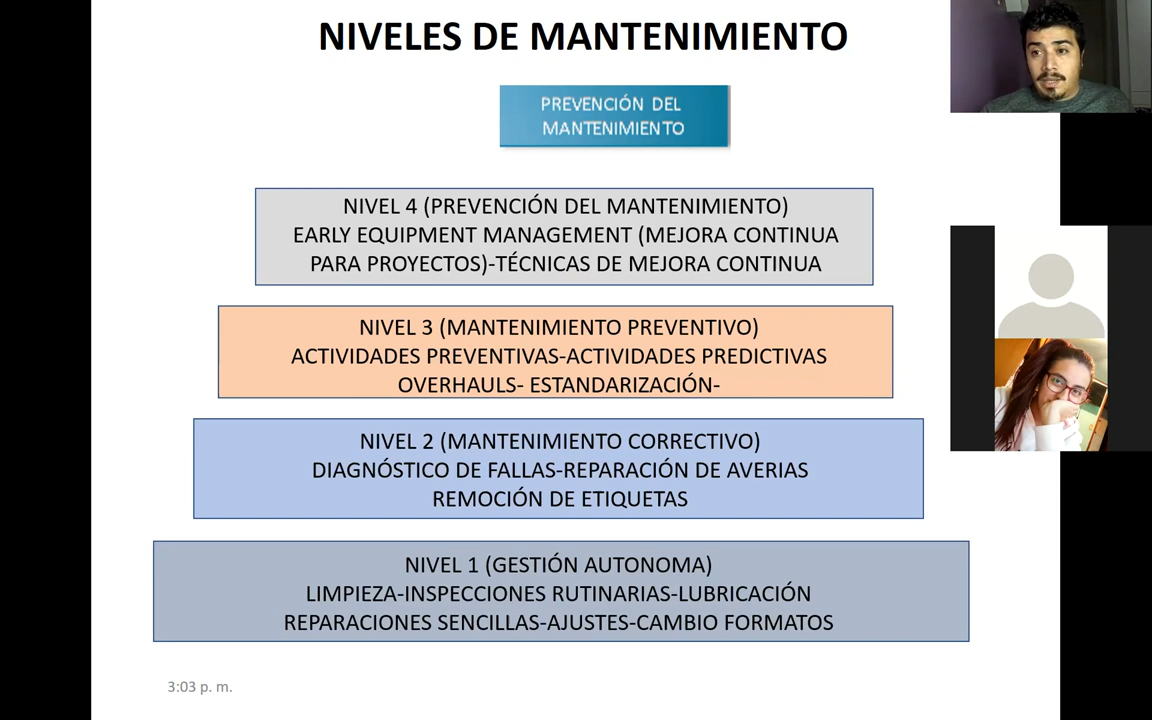 NIVELES DE MANTENIMIENTO
PREVENCIÓN DEL
MANTENIMIENTO
NIVEL 4 (PREVENCIÓN DEL MANTENIMIENTO)
EARLY EQUIPMENT MANAGEMENT (MEJORA CONTINUA
PARA PROYECTOS)-TÉCNICAS DE MEJORA CONTINUA
NIVEL 3 (MANTENIMIENTO PREVENTIVO)
ACTIVIDADES PREVENTIVAS-ACTIVIDADES PREDICTIVAS
OVERHAULS- ESTANDARIZACIÓN-
NIVEL 2 (MANTENIMIENTO CORRECTIVO)
DIAGNÓSTICO DE FALLAS-REPARACIÓN DE AVERIAS
REMOCIÓN DE ETIQUETAS
NIVEL 1 (GESTIÓN AUTONOMA)
LIMPIEZA-INSPECCIONES RUTINARIAS-LUBRICACIÓN
REPARACIONES SENCILLAS-AJUSTES-CAMBIO FORMATOS
3:03 p. m.